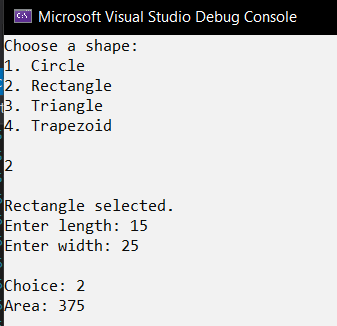 Microsoft Visual Studio Debug Console
Choose a shape:
1. Circle
2. Rectangle
3. Triangle
4. Trapezoid
2
Rectangle selected.
Enter length: 15
Enter width: 25
Choice: 2
Area: 375